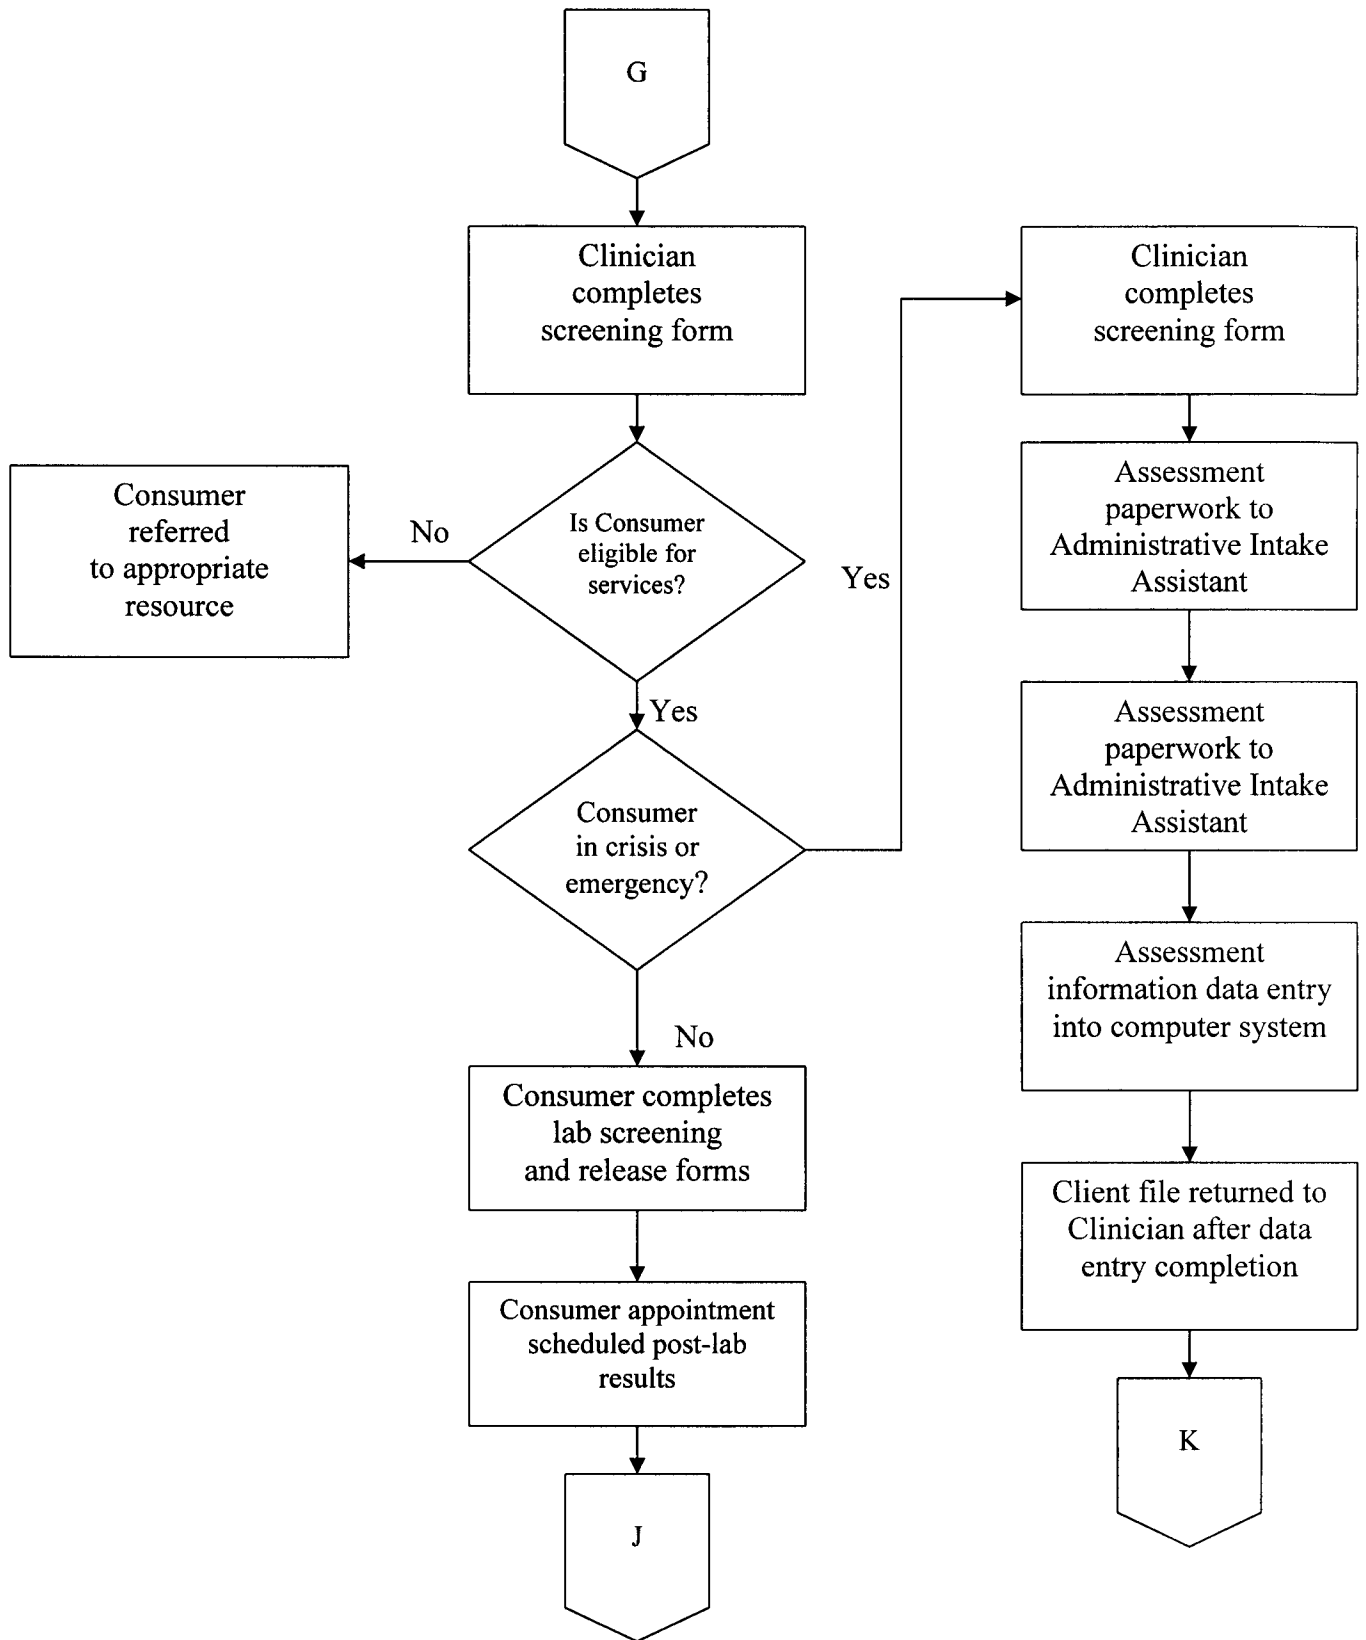 G
Clinician
completes
screening form
Is Consumer
eligible for
services?
No
Consumer
referred
to appropriate
resource
Yes
Consumer
in crisis or
emergency?
Yes
No
Consumer completes
lab screening
and release forms
Consumer appointment
scheduled post-lab
results
J
Clinician
completes
screening form
Assessment
paperwork to
Administrative Intake
Assistant
Assessment
paperwork to
Administrative Intake
Assistant
Assessment
information data entry
into computer system
Client file returned to
Clinician after data
entry completion
K